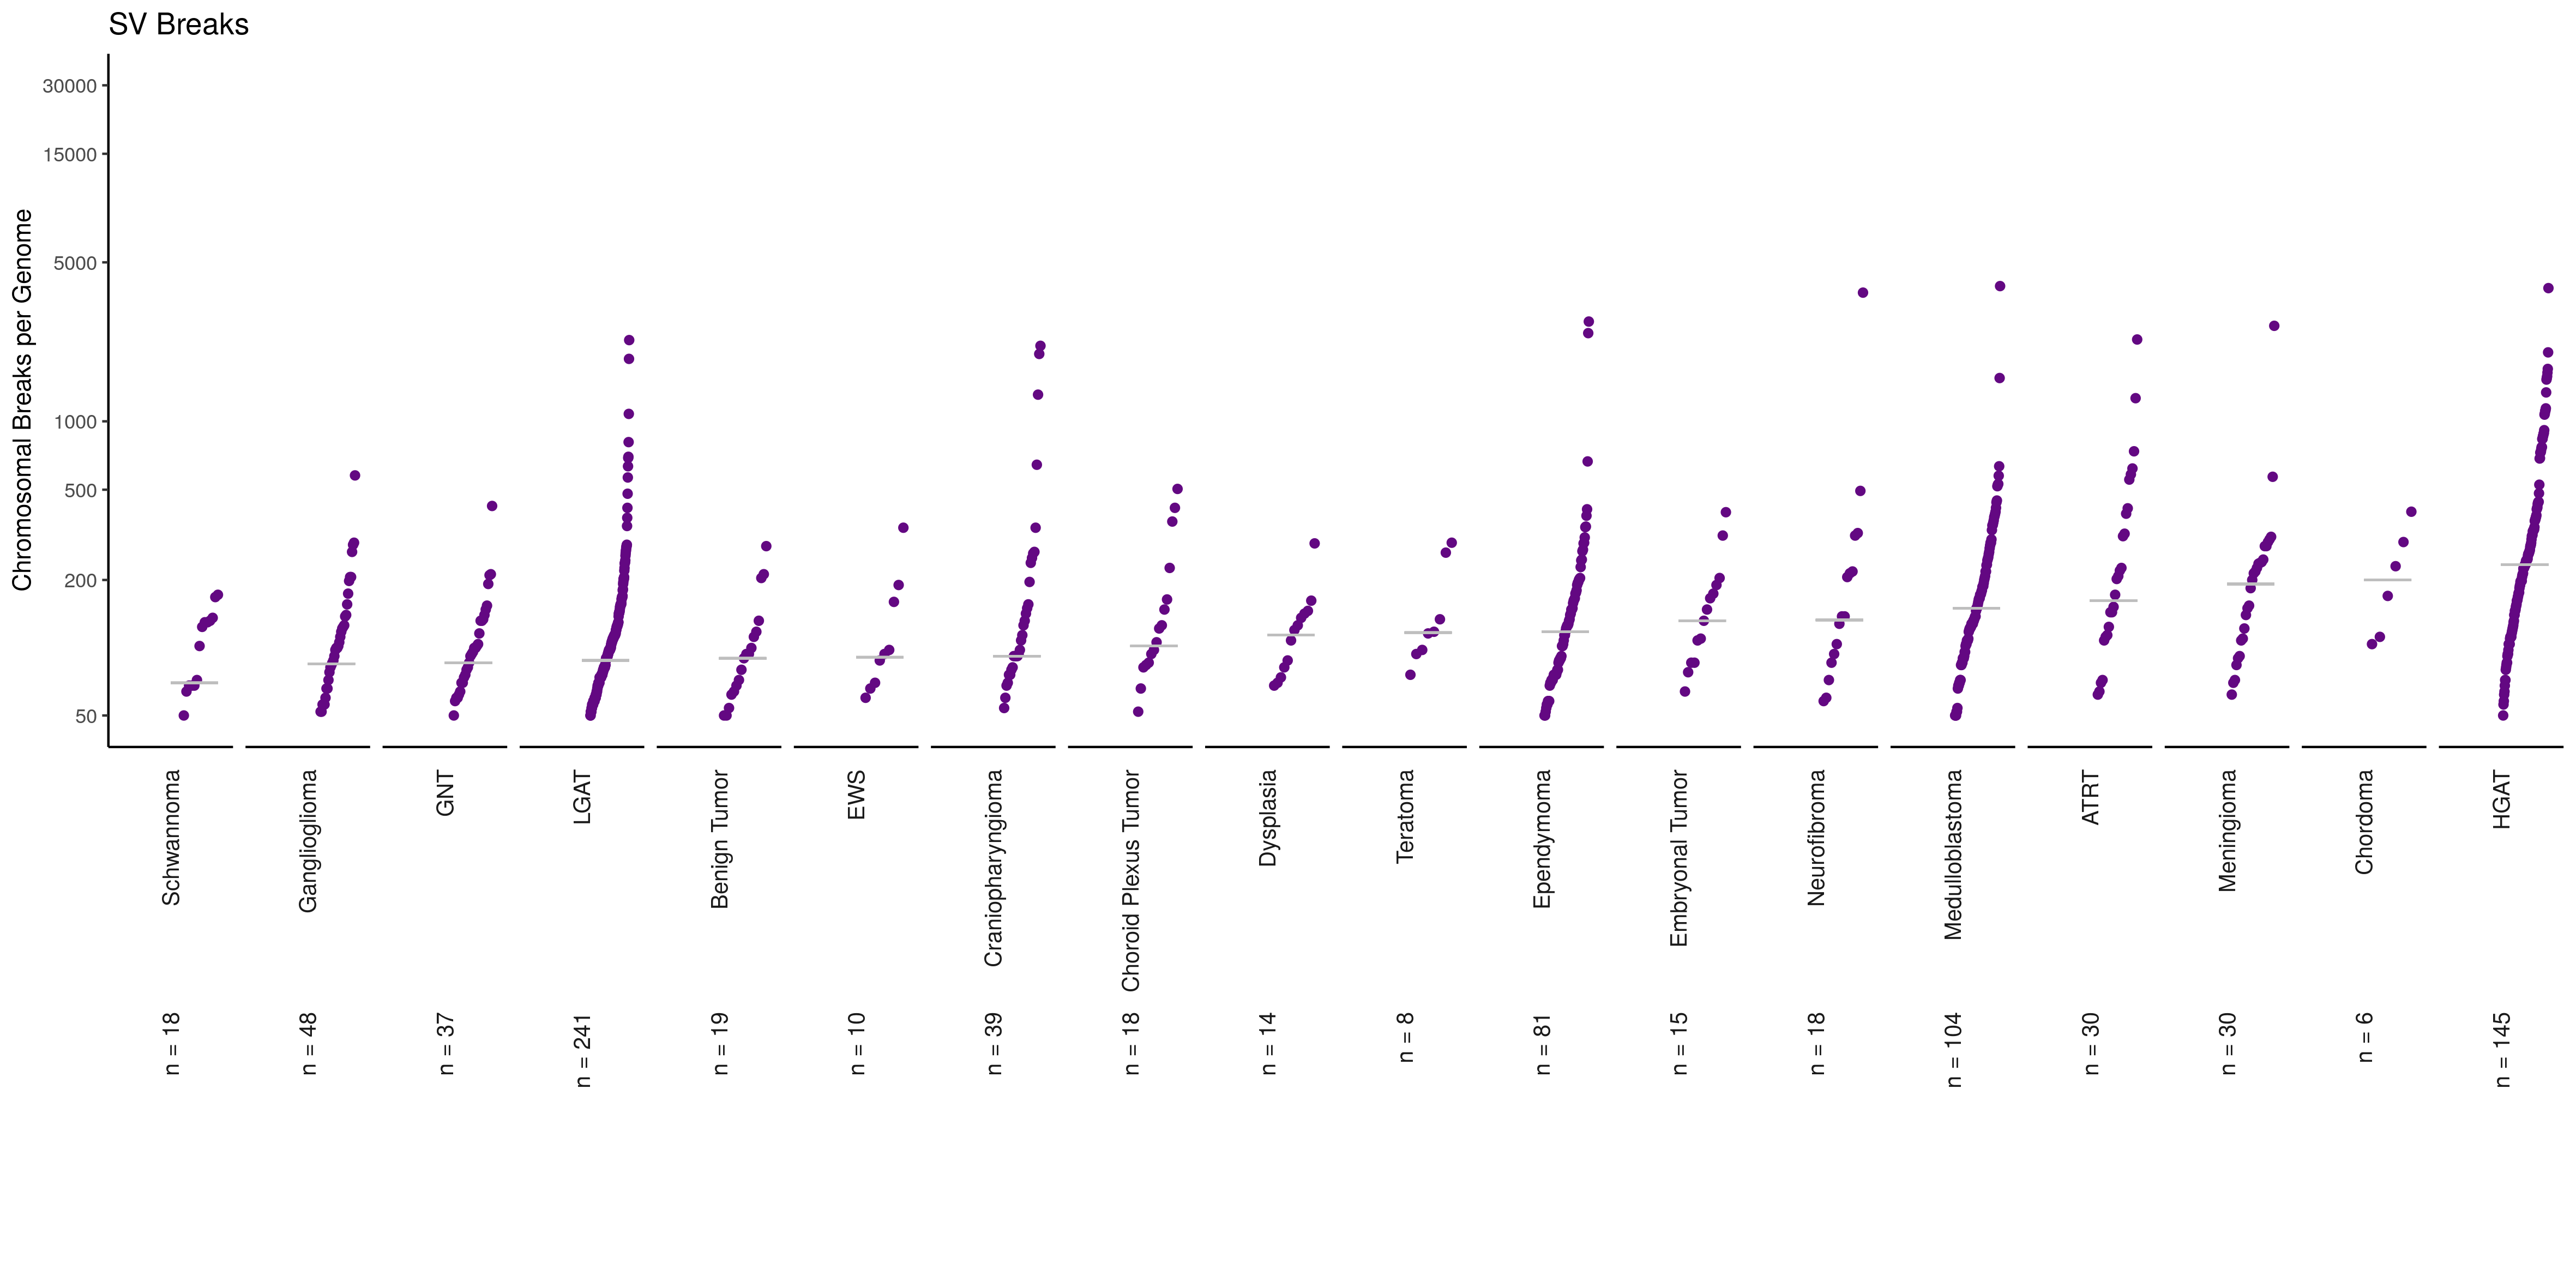 SV Breaks
Chromosomal Breaks per Genome
30000
15000
5000
1000
500
200
50
Schwannoma
Ganglioglioma
GNT
LGAT
Benign Tumor
EWS
Craniopharyngioma
Choroid Plexus Tumor
Dysplasia
Teratoma
Ependymoma
Embryonal Tumor
Neurofibroma
Medulloblastoma
ATRT
Meningioma
Chordoma
HGAT
n = 18
n = 48
n = 37
n = 241
n = 19
n = 10
n = 39
n = 18
n = 14
n = 8
n = 81
n = 15
n = 18
n = 104
n = 30
n = 30
n = 6
n = 145